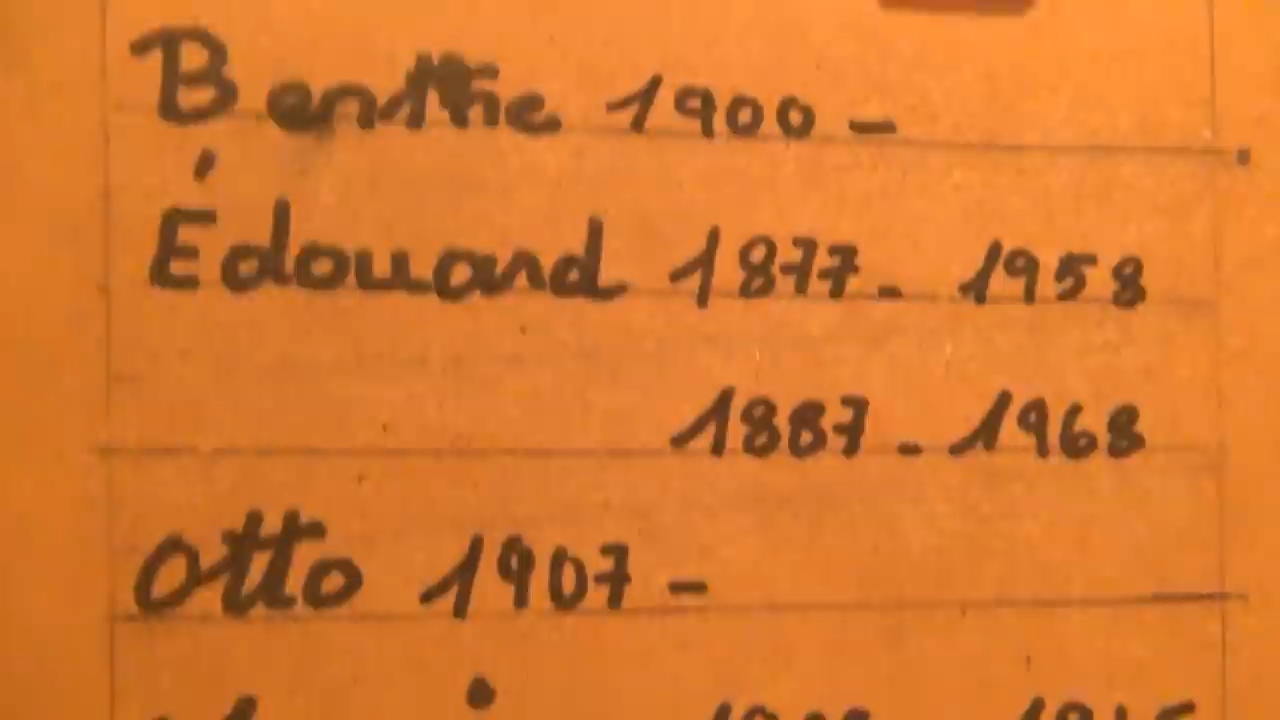 Berthe 1900 -
Édouard 1877 - 1958
1887 - 1968
Otto 1907 -